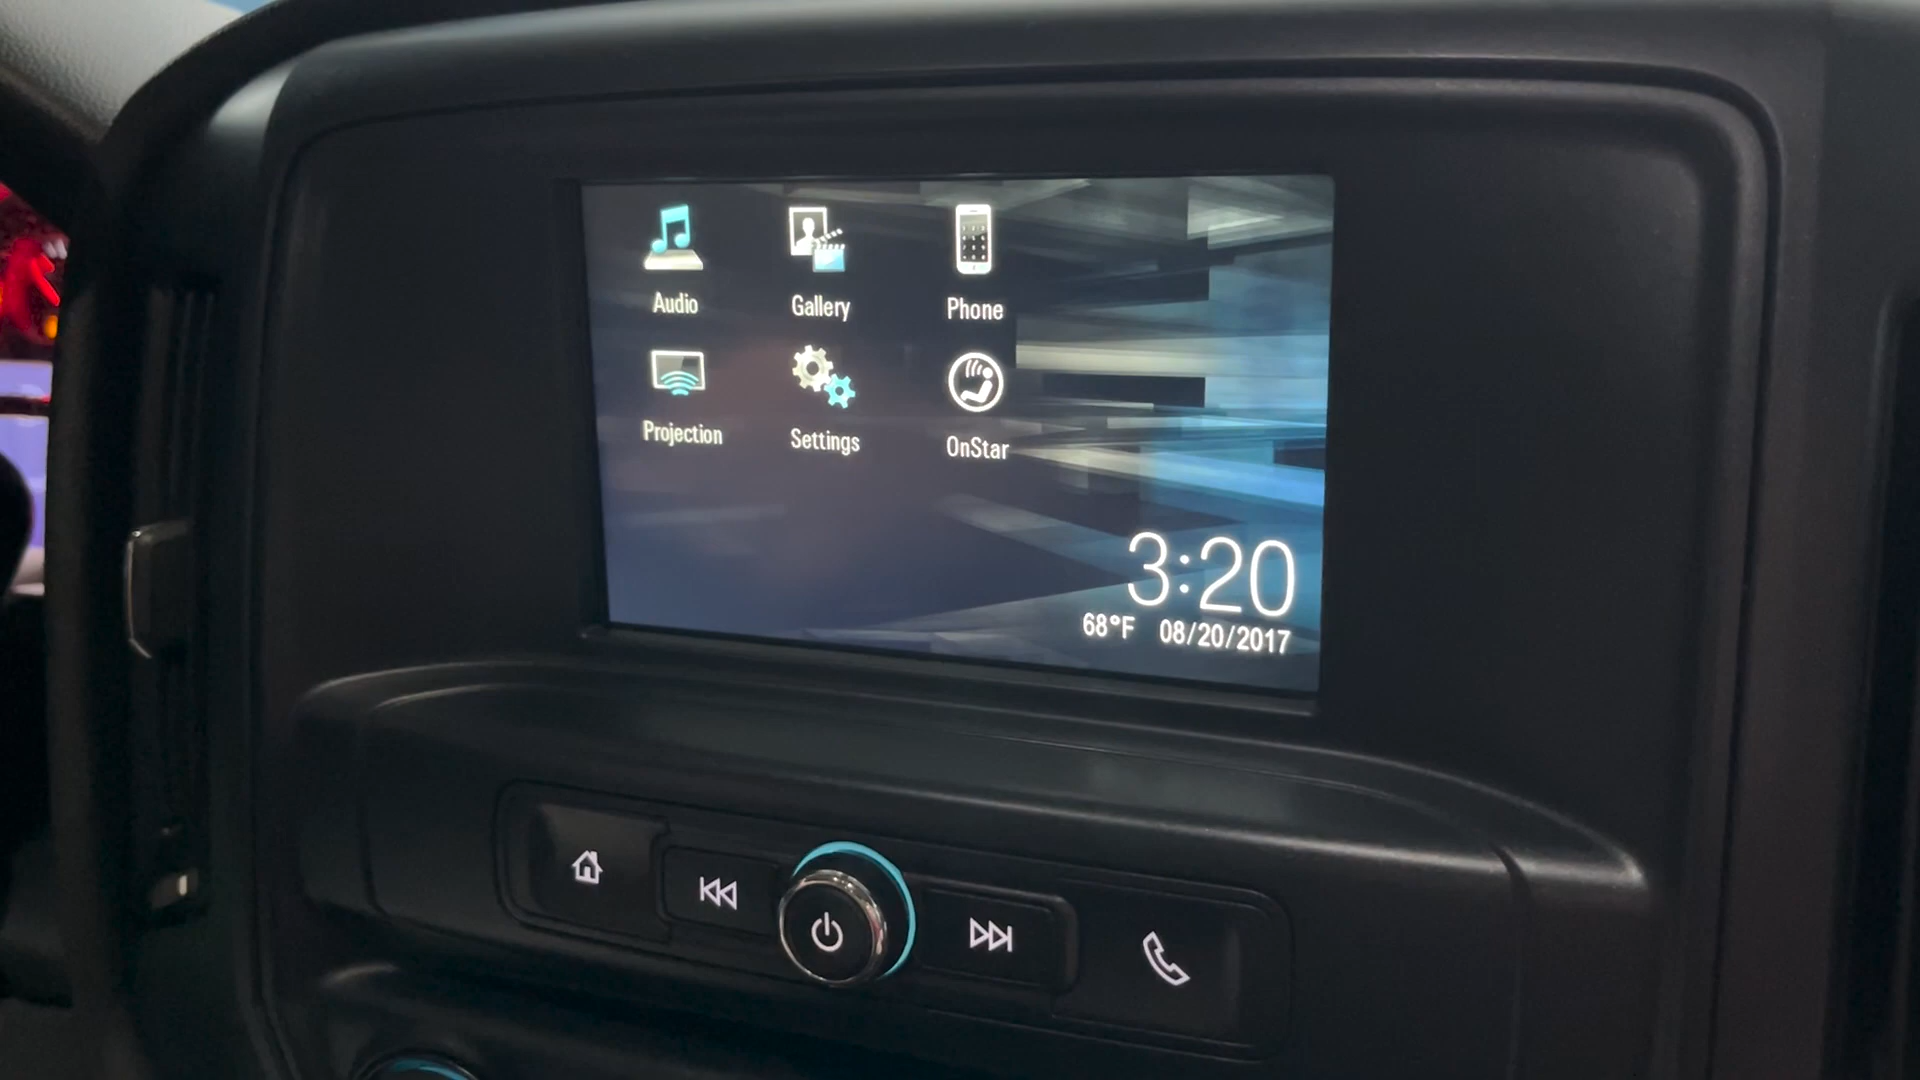 Audio
Gallery
Phone
Projection
Settings
OnStar
3:20
68°F 08/20/2017